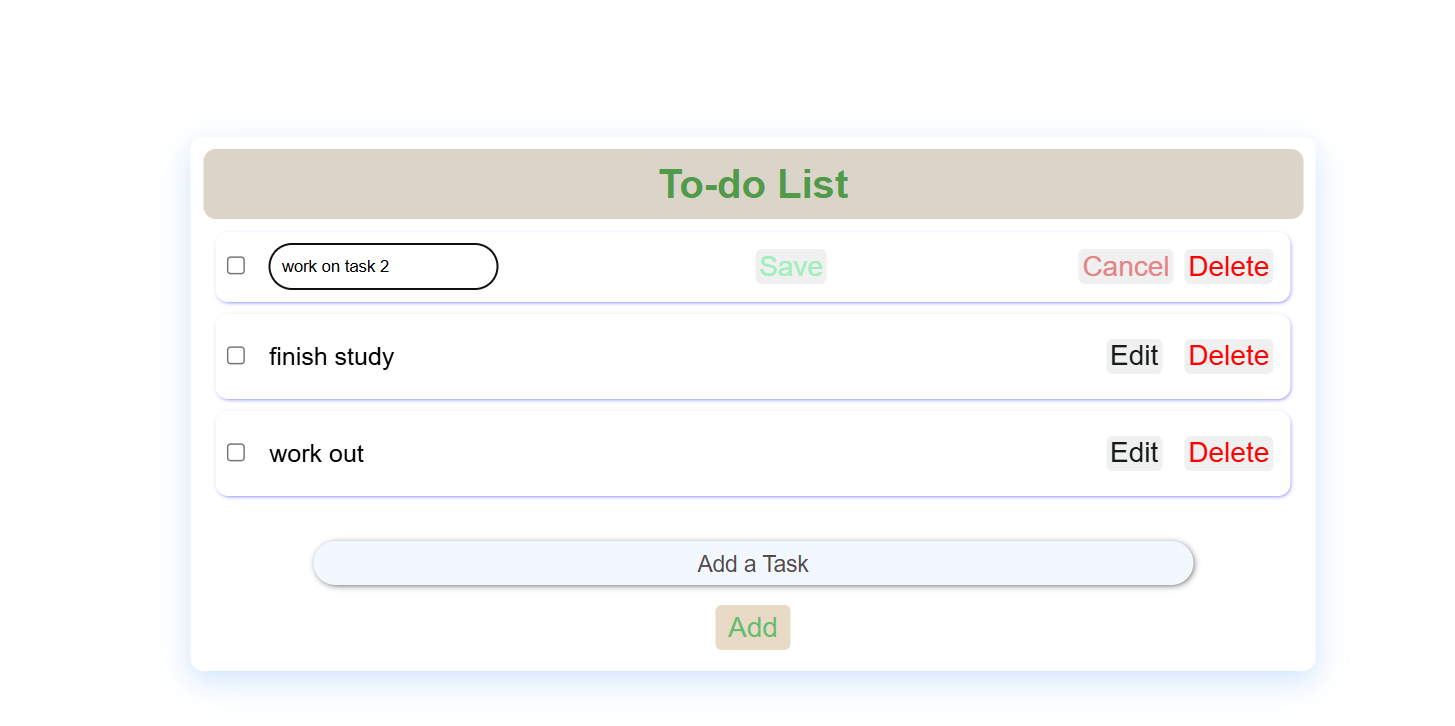 To-do List
work on task 2 Save Cancel Delete
finish study Edit Delete
work out Edit Delete
Add a Task
Add